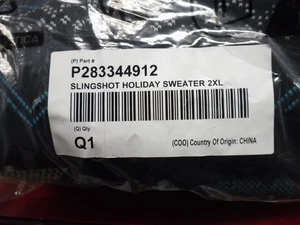 (P) Part #
P283344912
SLINGSHOT HOLIDAY SWEATER 2XL
(Q) Qty
Q1
(COO) Country Of Origin: CHINA